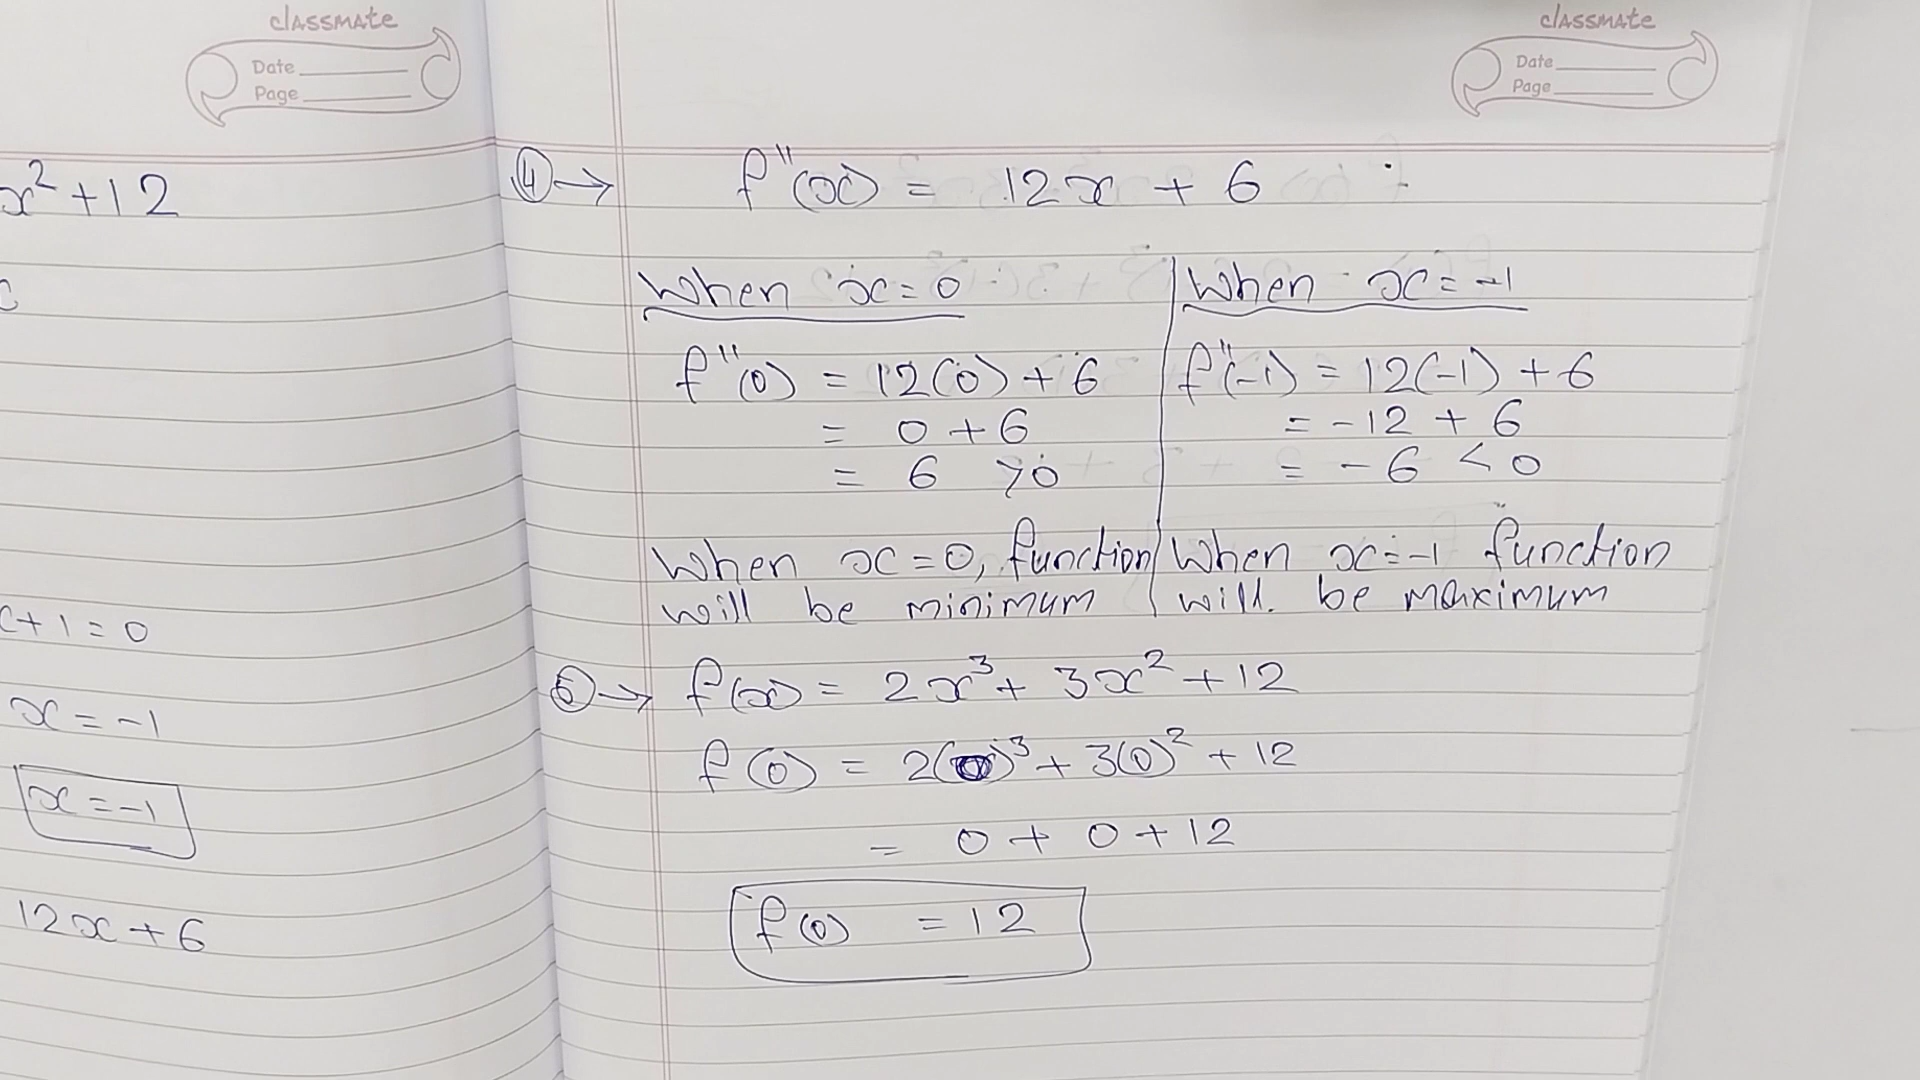 classmate
Date
Page
x² + 12
x + 1 = 0
x = -1
x = -1
12x + 6
classmate
Date
Page
④ → f"(x) = 12x + 6
When x = 0
f"(0) = 12(0) + 6
= 0 + 6
= 6 > 0
When x = 0, function
will be minimum
When x = -1
f"(-1) = 12(-1) + 6
= -12 + 6
= -6 < 0
When x = -1 function
will be maximum
⑤ → f(x) = 2x³ + 3x² + 12
f(0) = 2(0)³ + 3(0)² + 12
= 0 + 0 + 12
f(0) = 12